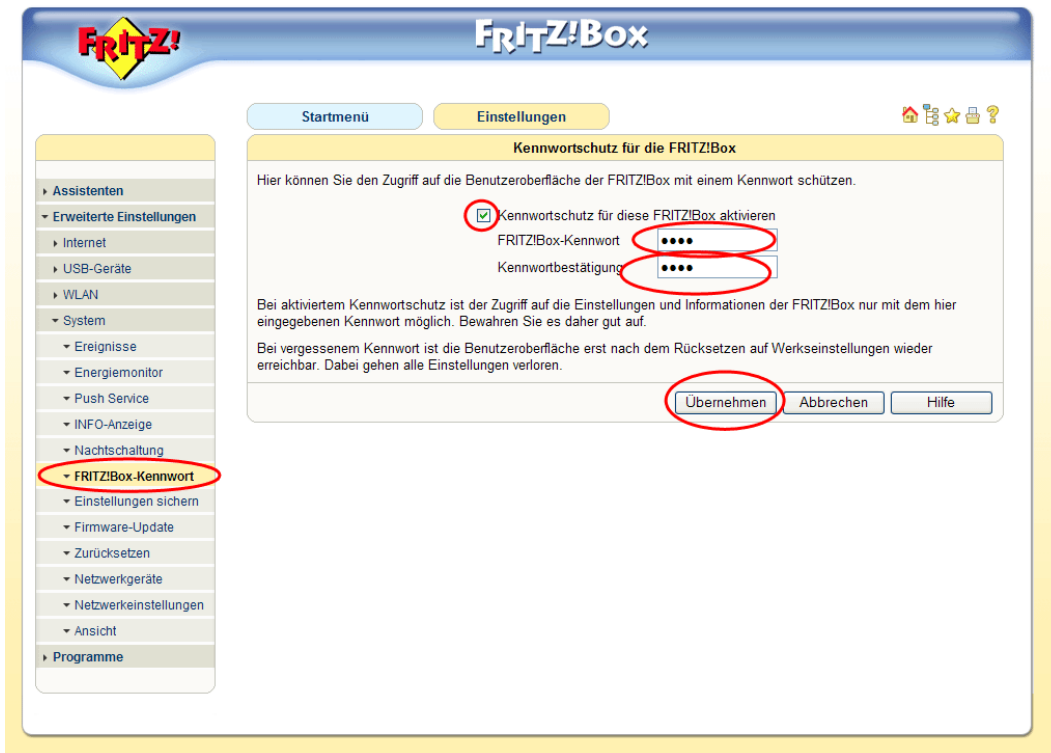 FRITZ!
FRITZ!BOX
Startmenü
Einstellungen
Assistenten
Erweiterte Einstellungen
Internet
USB-Geräte
WLAN
System
Ereignisse
Energiemonitor
Push Service
INFO-Anzeige
Nachtschaltung
FRITZ!Box-Kennwort
Einstellungen sichern
Firmware-Update
Zurücksetzen
Netzwerkgeräte
Netzwerkeinstellungen
Ansicht
Programme
Kennwortschutz für die FRITZ!Box
Hier können Sie den Zugriff auf die Benutzeroberfläche der FRITZ!Box mit einem Kennwort schützen.
Kennwortschutz für diese FRITZ!Box aktivieren
FRITZ!Box-Kennwort ●●●●
Kennwortbestätigung ●●●●
Bei aktiviertem Kennwortschutz ist der Zugriff auf die Einstellungen und Informationen der FRITZ!Box nur mit dem hier
eingegebenen Kennwort möglich. Bewahren Sie es daher gut auf.
Bei vergessenem Kennwort ist die Benutzeroberfläche erst nach dem Rücksetzen auf Werkseinstellungen wieder
erreichbar. Dabei gehen alle Einstellungen verloren.
Übernehmen Abbrechen Hilfe